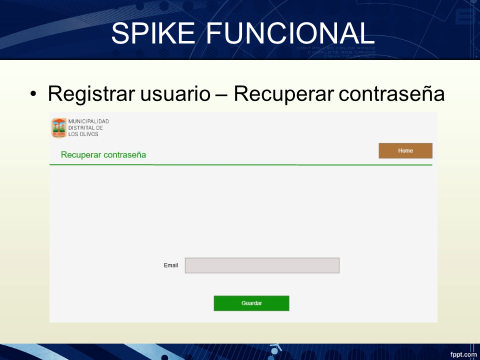 SPIKE FUNCIONAL
• Registrar usuario – Recuperar contraseña
MUNICIPALIDAD
DISTRITAL DE
LOS OLIVOS
Recuperar contraseña
Home
Email
Guardar
fppt.com